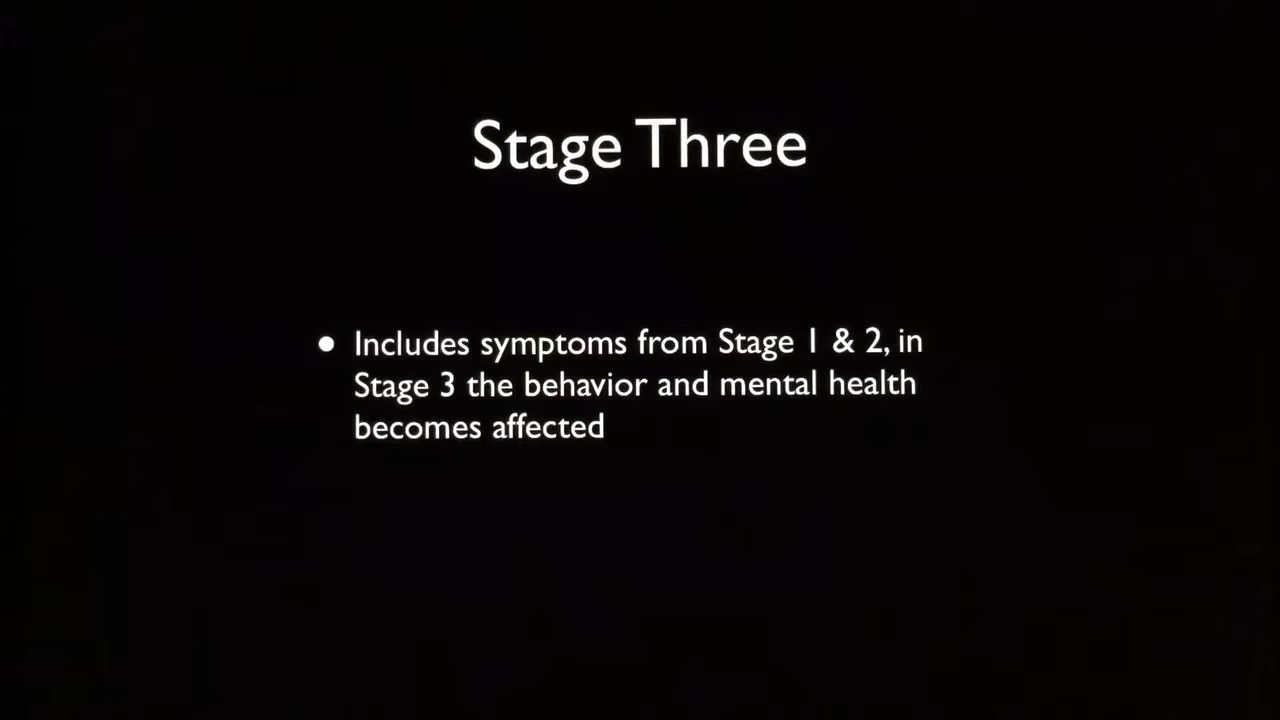 Stage Three
• Includes symptoms from Stage 1 & 2, in
Stage 3 the behavior and mental health
becomes affected